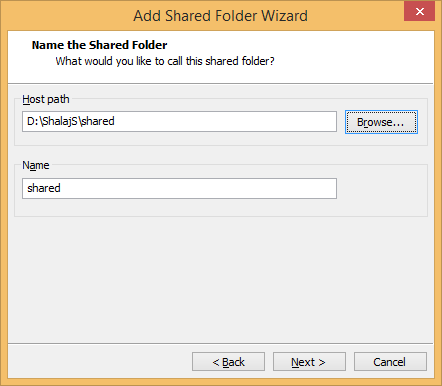 Add Shared Folder Wizard
Name the Shared Folder
What would you like to call this shared folder?
Host path
D:\ShalajS\shared
Browse...
Name
shared
< Back
Next >
Cancel